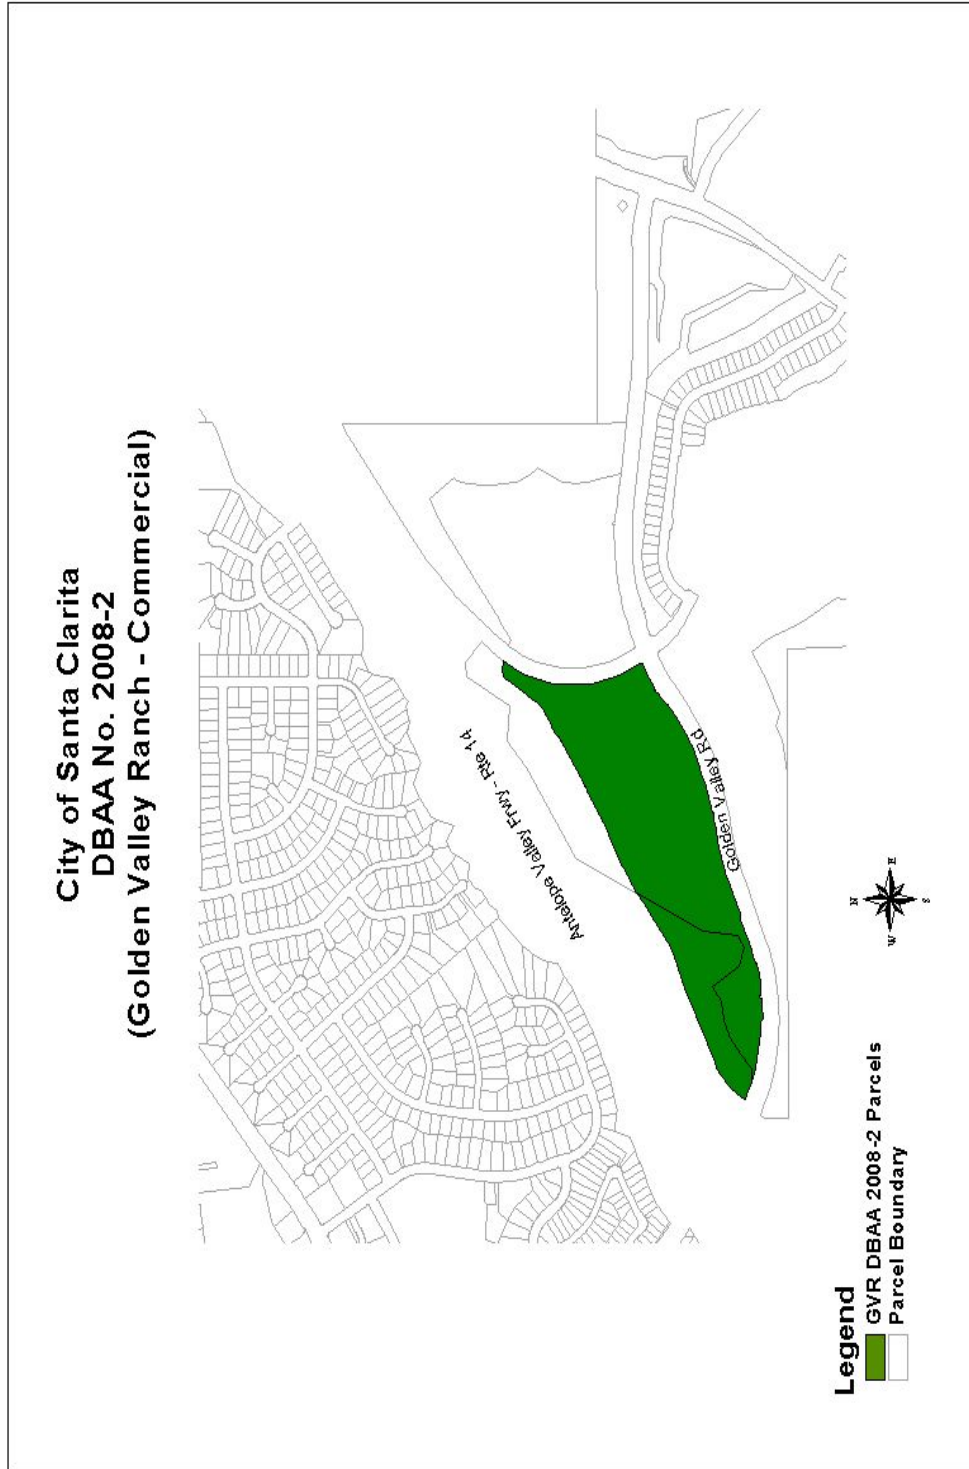 City of Santa Clarita
DBAA No. 2008-2
(Golden Valley Ranch - Commercial)
Antelope Valley Frwy - Rte 14
Golden Valley Rd
N
W
E
S
Legend
GVR DBAA 2008-2 Parcels
Parcel Boundary